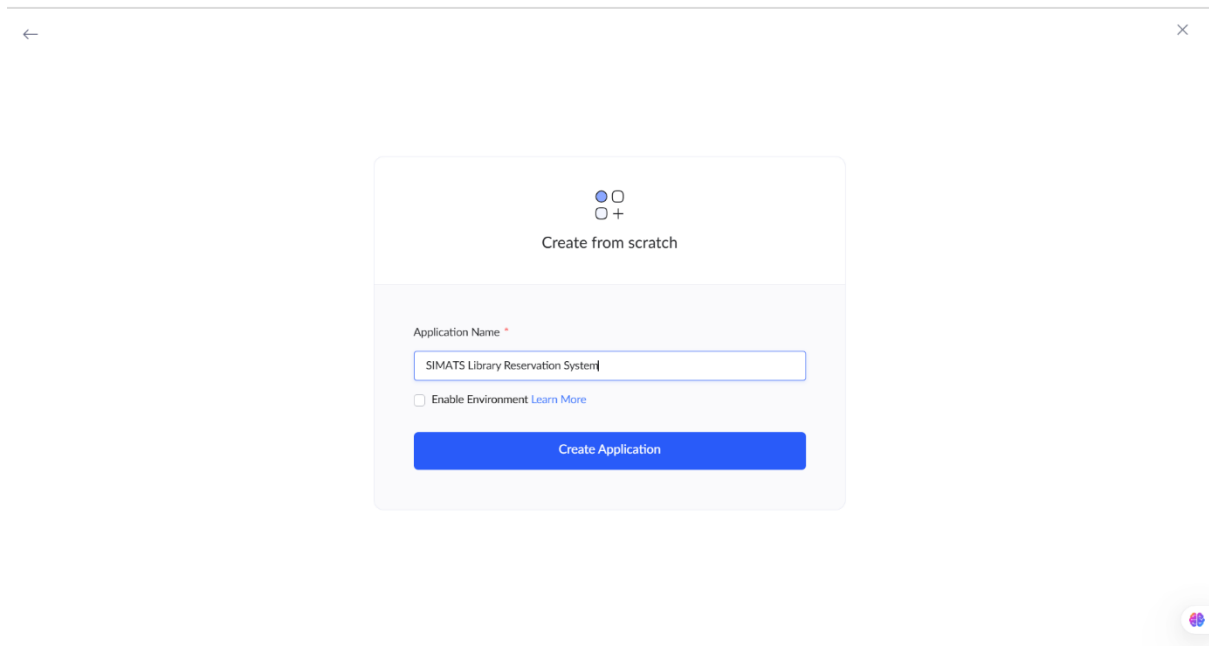 Create from scratch
Application Name *
SIMATS Library Reservation System
Enable Environment Learn More
Create Application